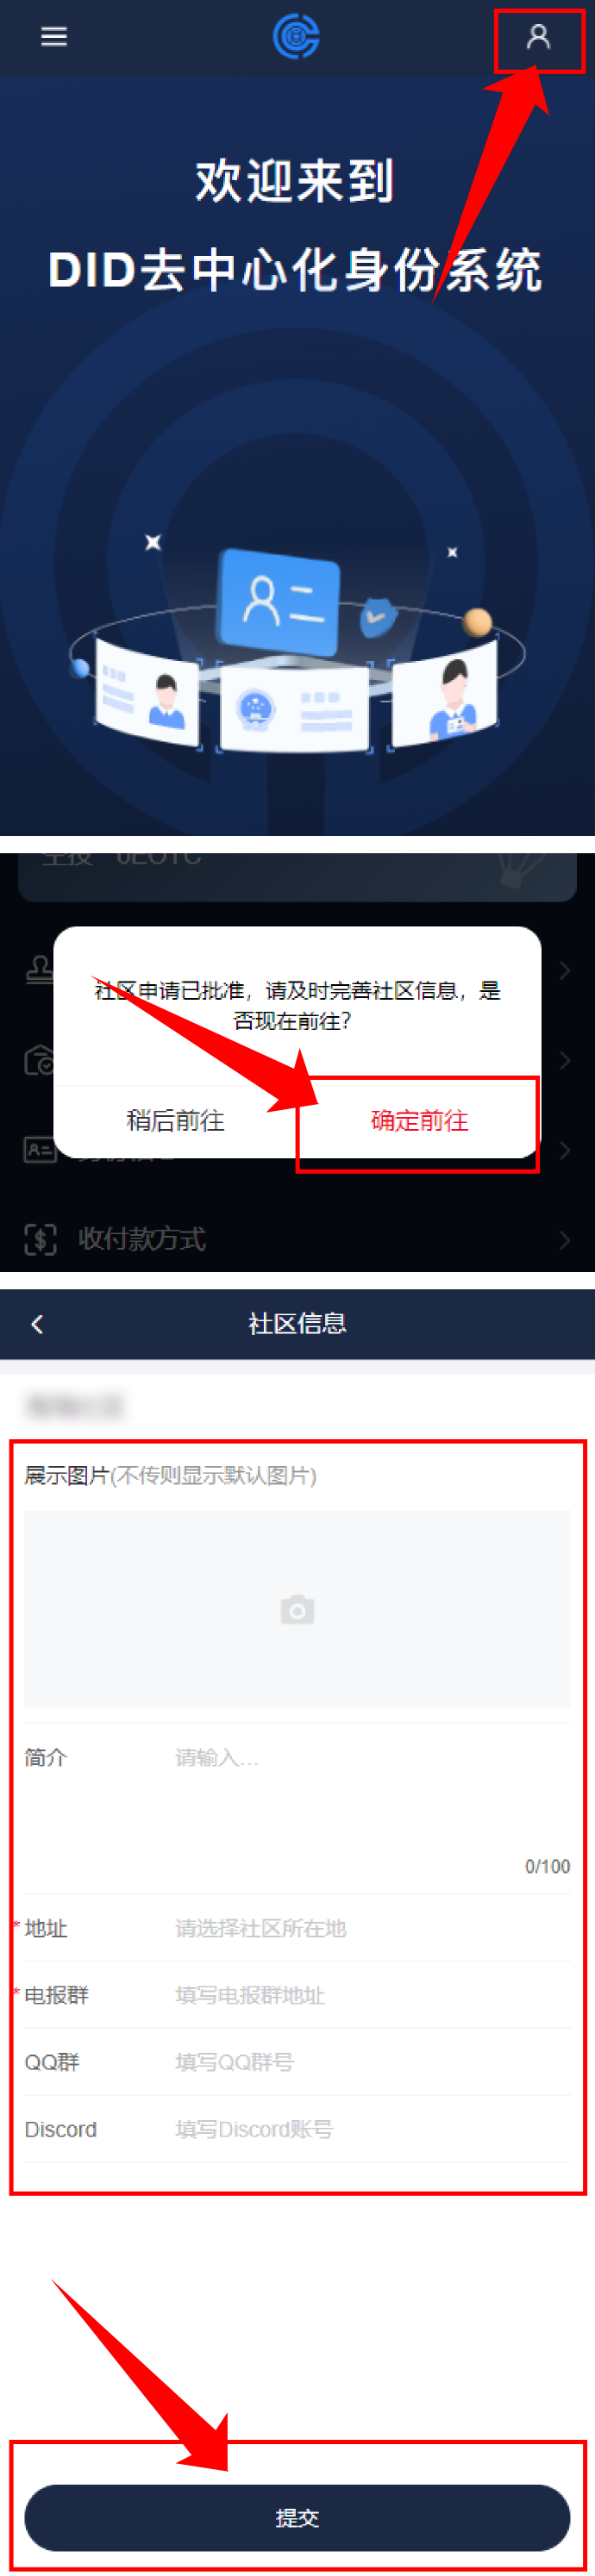 欢迎来到
DID去中心化身份系统
空投 UEOTC
社区申请已批准，请及时完善社区信息，是
否现在前往？
稍后前往
确定前往
收付款方式
社区信息
展示图片(不传则显示默认图片)
简介 请输入...
0/100
*地址 请选择社区所在地
*电报群 填写电报群地址
QQ群 填写QQ群号
Discord 填写Discord账号
提交